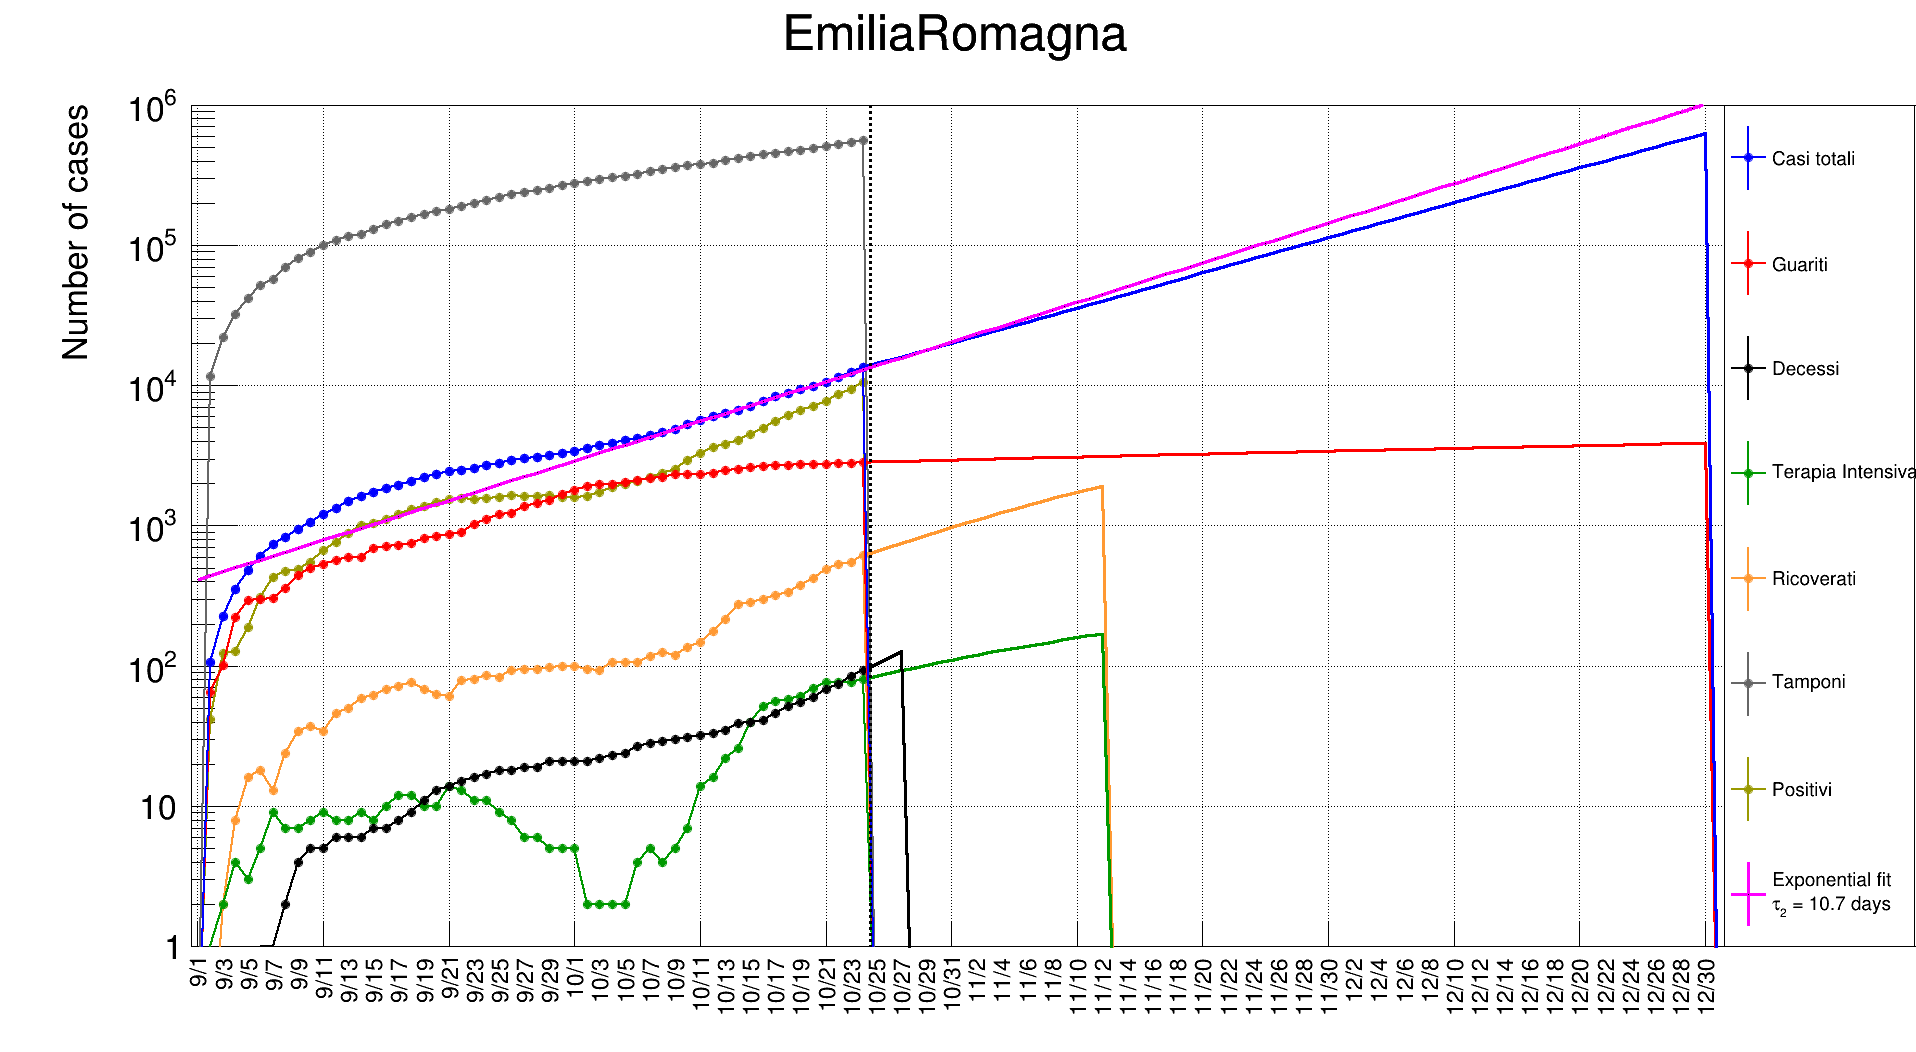 EmiliaRomagna
Number of cases
10^6
10^5
10^4
10^3
10^2
10
1
9/1 9/3 9/5 9/7 9/9 9/11 9/13 9/15 9/17 9/19 9/21 9/23 9/25 9/27 9/29 10/1 10/3 10/5 10/7 10/9 10/11 10/13 10/15 10/17 10/19 10/21 10/23 10/25 10/27 10/29 10/31 11/2 11/4 11/6 11/8 11/10 11/12 11/14 11/16 11/18 11/20 11/22 11/24 11/26 11/28 11/30 12/2 12/4 12/6 12/8 12/10 12/12 12/14 12/16 12/18 12/20 12/22 12/24 12/26 12/28 12/30
Casi totali
Guariti
Decessi
Terapia Intensiva
Ricoverati
Tamponi
Positivi
Exponential fit
τ_2 = 10.7 days